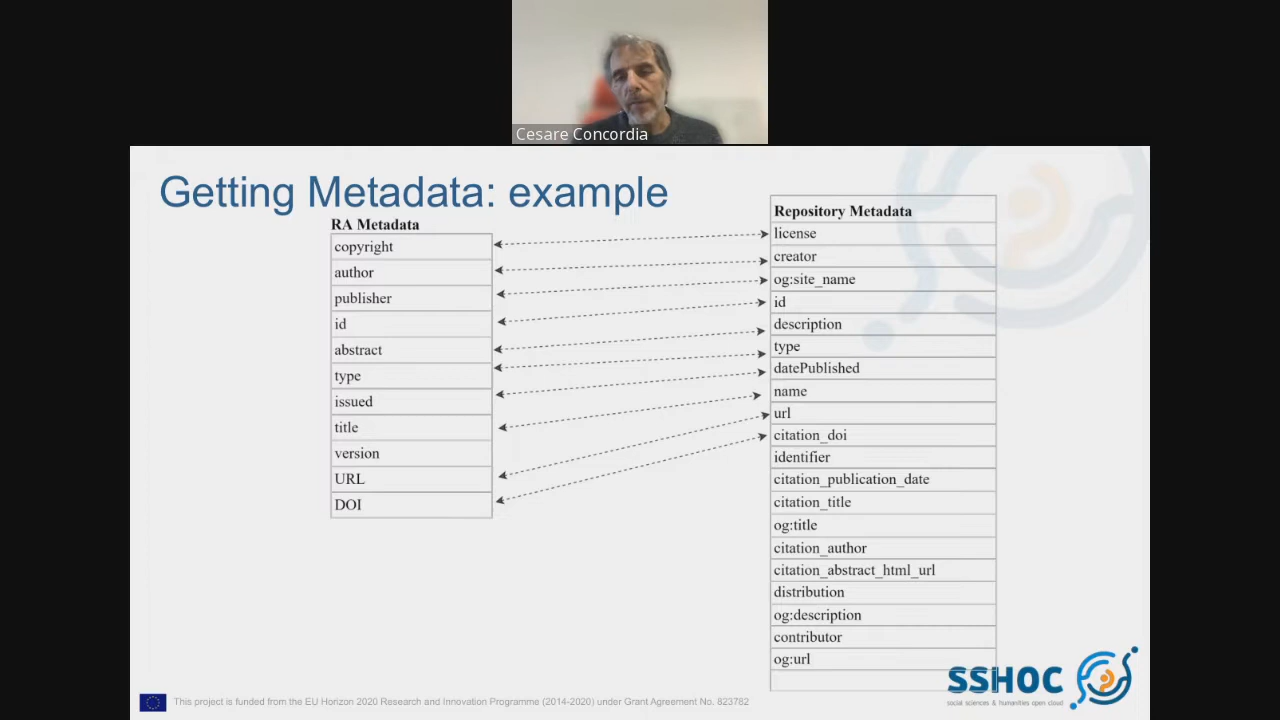 Cesare Concordia
Getting Metadata: example
RA Metadata
copyright
author
publisher
id
abstract
type
issued
title
version
URL
DOI
Repository Metadata
license
creator
og:site_name
id
description
type
datePublished
name
url
citation_doi
identifier
citation_publication_date
citation_title
og:title
citation_author
citation_abstract_html_url
distribution
og:description
contributor
og:url
SSHOC
social sciences & humanities open cloud
This project is funded from the EU Horizon 2020 Research and Innovation Programme (2014-2020) under Grant Agreement No. 823782